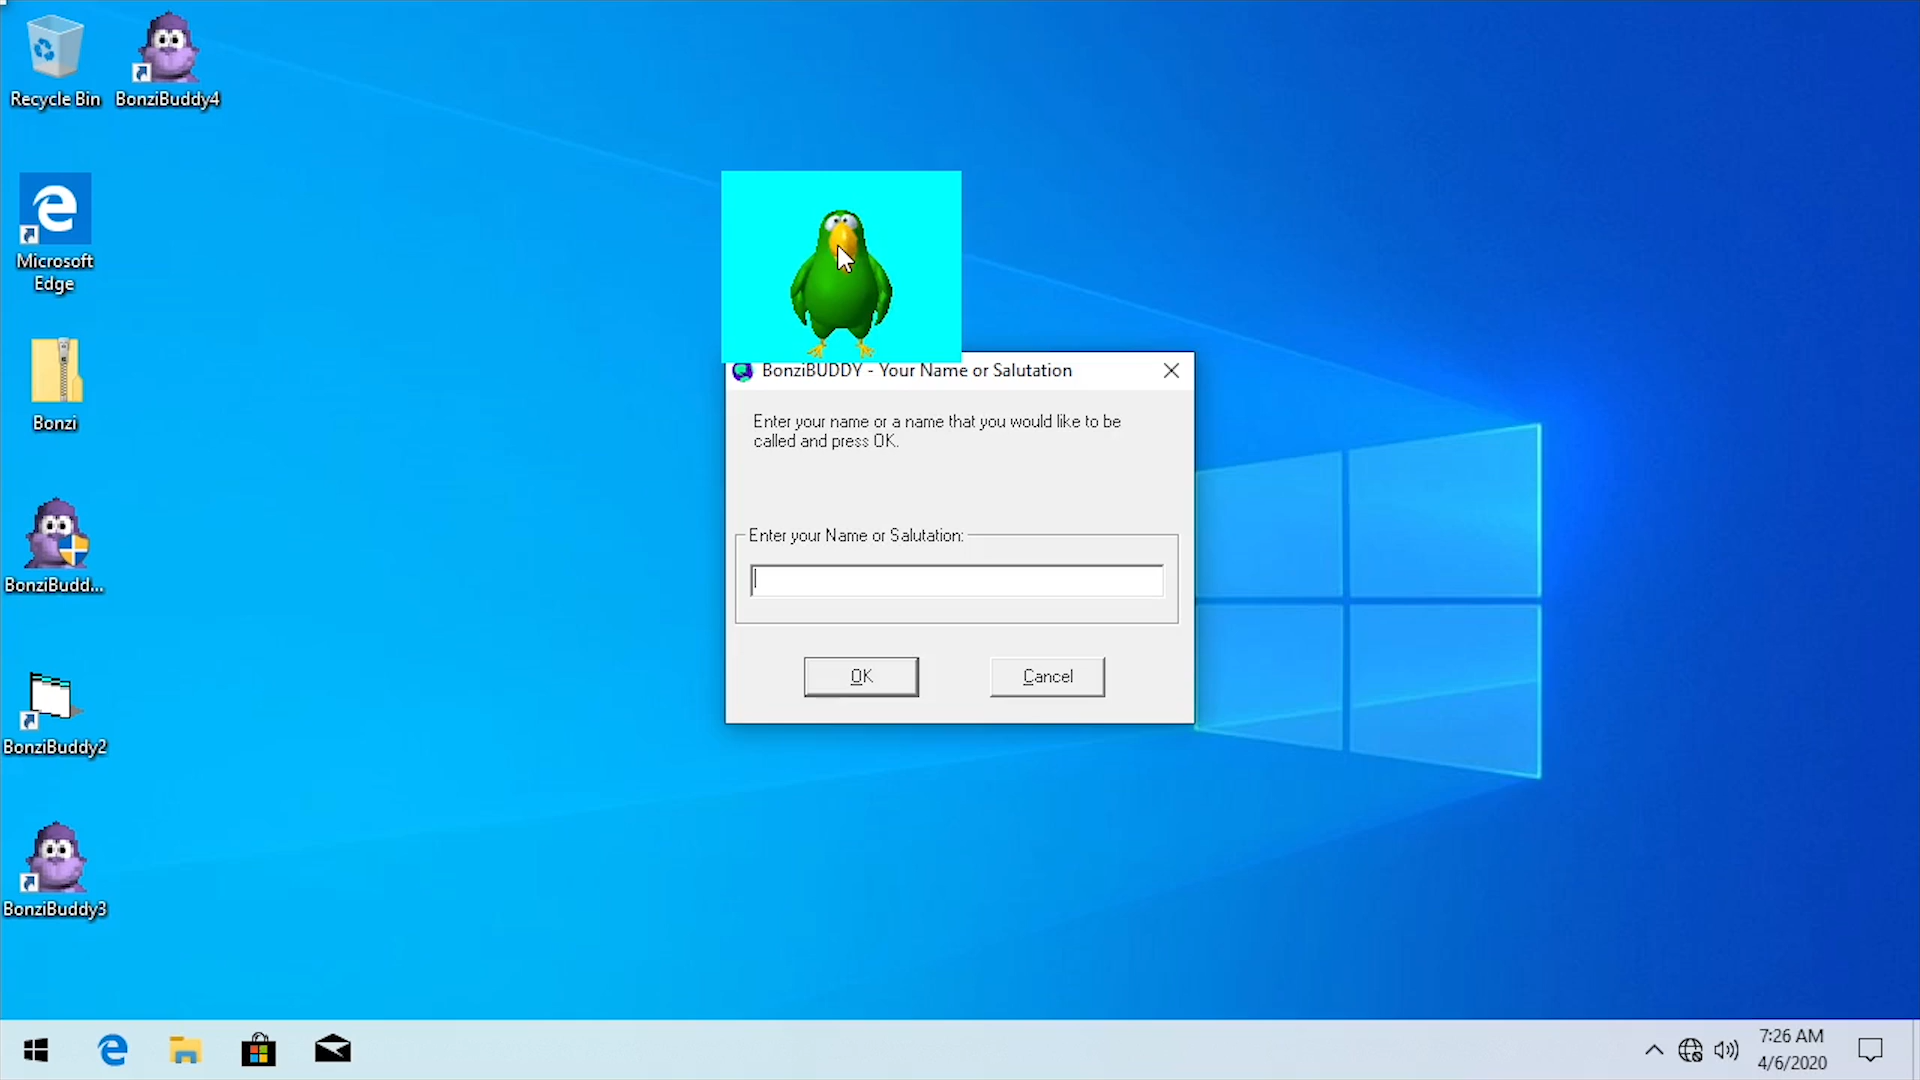 Recycle Bin
BonziBuddy4
Microsoft
Edge
Bonzi
BonziBudd...
BonziBuddy2
BonziBuddy3
BonziBUDDY - Your Name or Salutation
Enter your name or a name that you would like to be
called and press OK.
Enter your Name or Salutation:
OK
Cancel
7:26 AM
4/6/2020